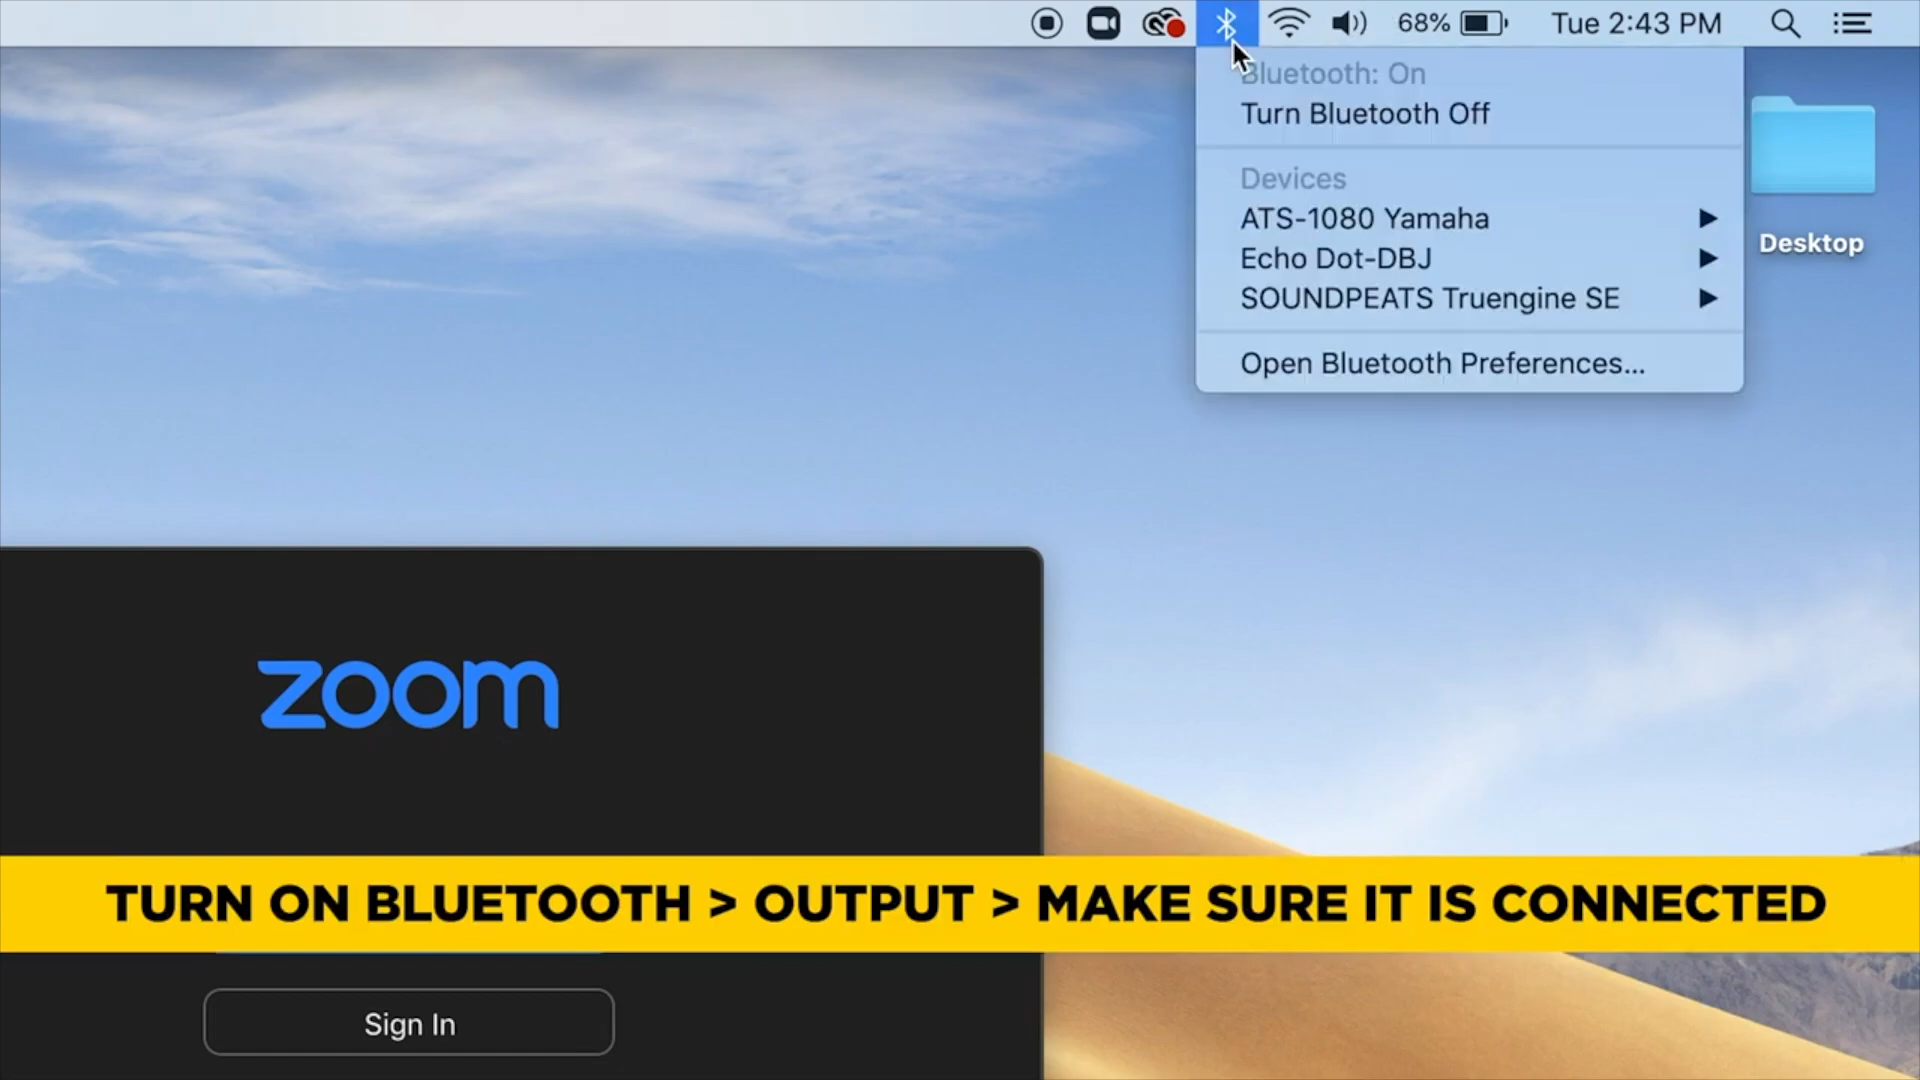 68%
Tue 2:43 PM
Bluetooth: On
Turn Bluetooth Off
Devices
ATS-1080 Yamaha
Echo Dot-DBJ
SOUNDPEATS Truengine SE
Open Bluetooth Preferences...
Desktop
zoom
TURN ON BLUETOOTH > OUTPUT > MAKE SURE IT IS CONNECTED
Sign In